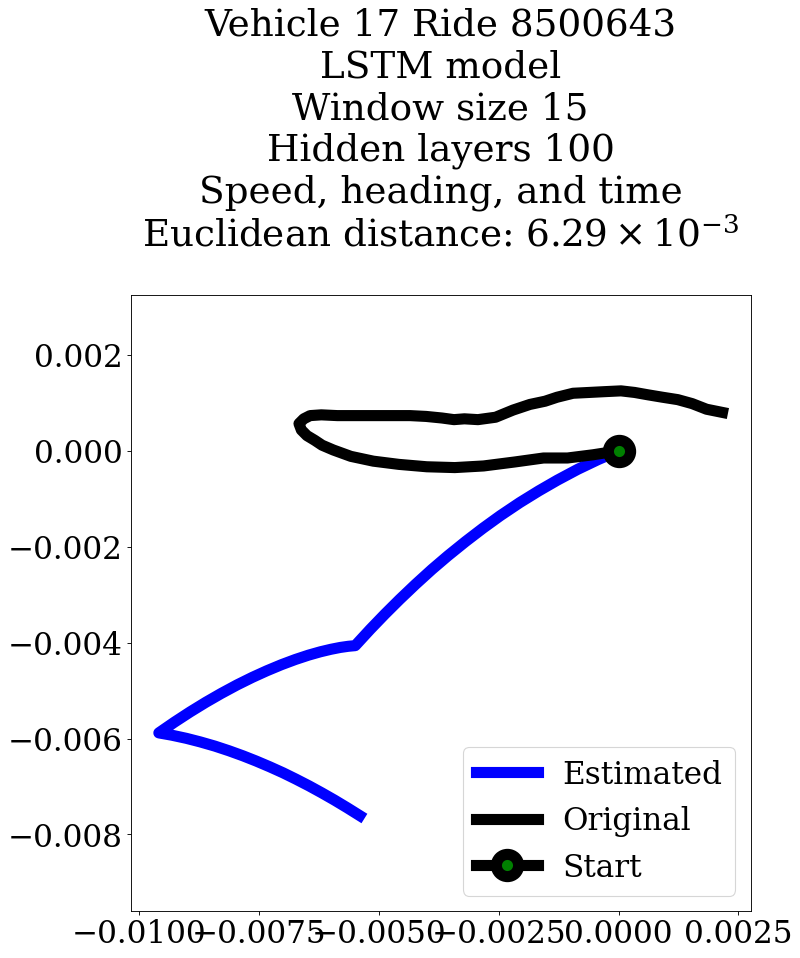 Vehicle 17 Ride 8500643
LSTM model
Window size 15
Hidden layers 100
Speed, heading, and time
Euclidean distance: 6.29 × 10⁻³
0.002
0.000
−0.002
−0.004
−0.006
−0.008
Estimated
Original
Start
−0.0100 −0.0075 −0.0050 −0.0025 0.0000 0.0025